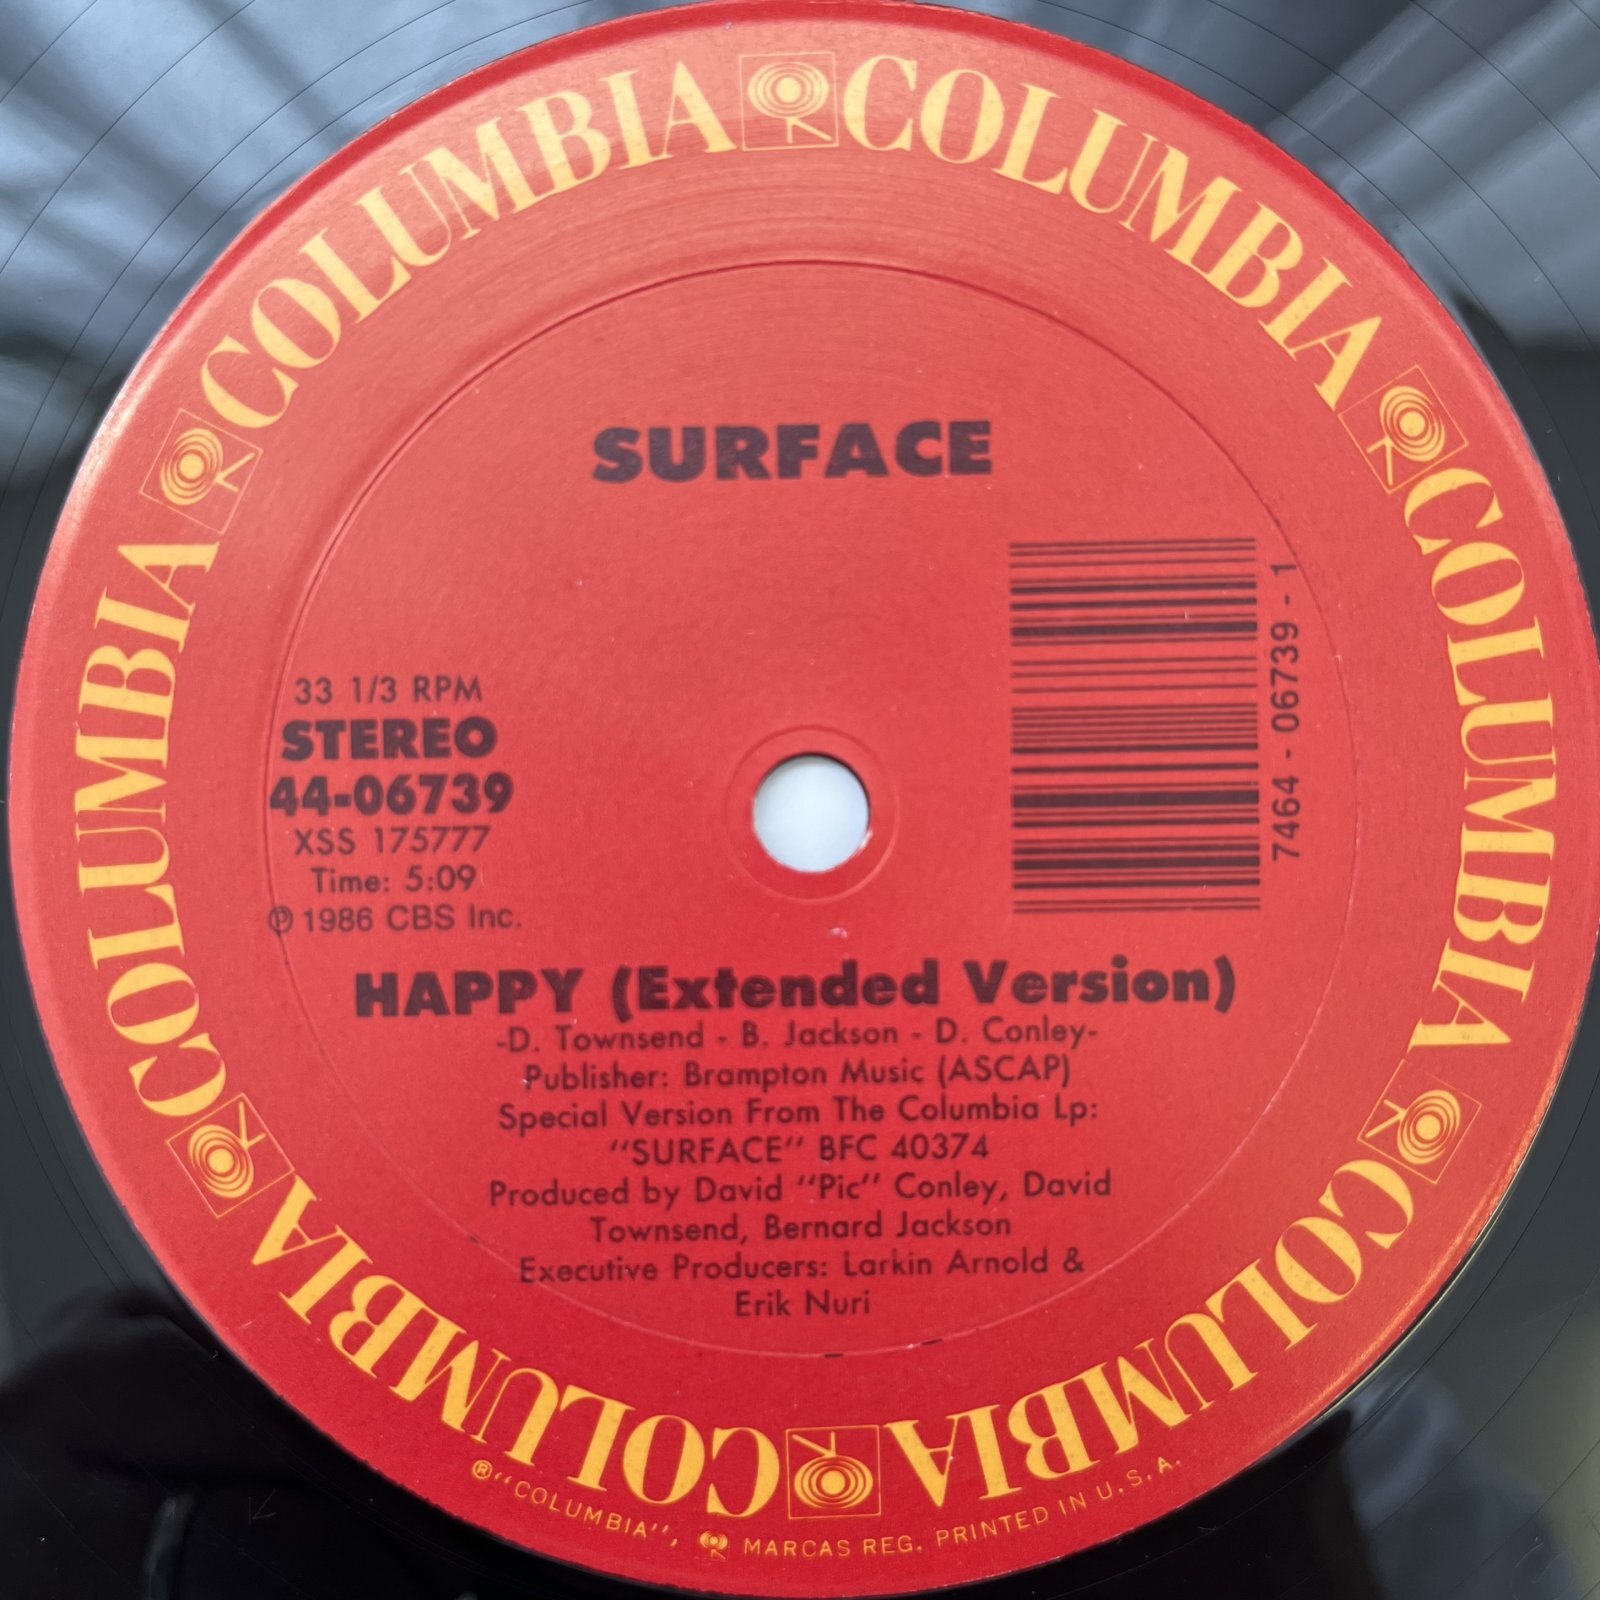 COLUMBIA COLUMBIA COLUMBIA COLUMBIA COLUMBIA COLUMBIA
SURFACE
7464 - 06739 - 1
33 1/3 RPM
STEREO
44-06739
XSS 175777
Time: 5:09
℗ 1986 CBS Inc.
HAPPY (Extended Version)
-D. Townsend - B. Jackson - D. Conley-
Publisher: Brampton Music (ASCAP)
Special Version From The Columbia Lp:
"SURFACE" BFC 40374
Produced by David "Pic" Conley, David
Townsend, Bernard Jackson
Executive Producers: Larkin Arnold &
Erik Nuri
®"COLUMBIA", MARCAS REG. PRINTED IN U.S.A.